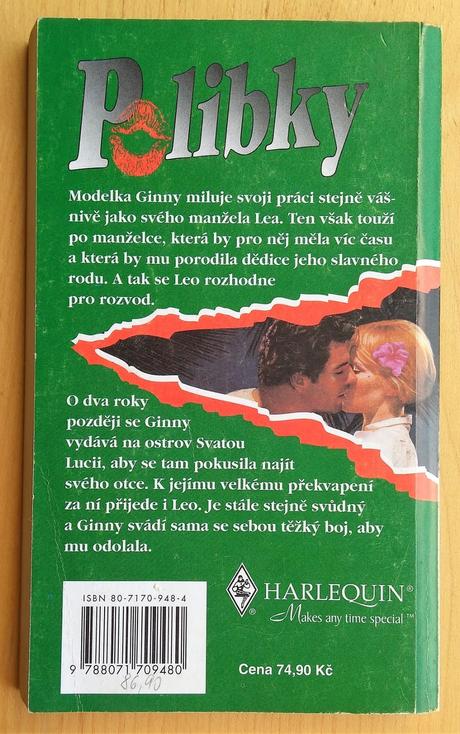 Polibky
Modelka Ginny miluje svoji práci stejně váš-
nivě jako svého manžela Lea. Ten však touží
po manželce, která by pro něj měla víc času
a která by mu porodila dědice jeho slavného
rodu. A tak se Leo rozhodne
pro rozvod.
O dva roky
později se Ginny
vydává na ostrov Svatou
Lucii, aby se tam pokusila najít
svého otce. K jejímu velkému překvapení
za ní přijede i Leo. Je stále stejně svůdný
a Ginny svádí sama se sebou těžký boj, aby
mu odolala.
ISBN 80-7170-948-4
9 788071 709480
86,90
HARLEQUIN®
®
Makes any time special™
Cena 74,90 Kč